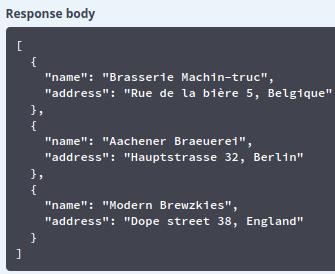 Response body
[
  {
    "name": "Brasserie Machin-truc",
    "address": "Rue de la bière 5, Belgique"
  },
  {
    "name": "Aachener Braeuerei",
    "address": "Hauptstrasse 32, Berlin"
  },
  {
    "name": "Modern Brewzkies",
    "address": "Dope street 38, England"
  }
]